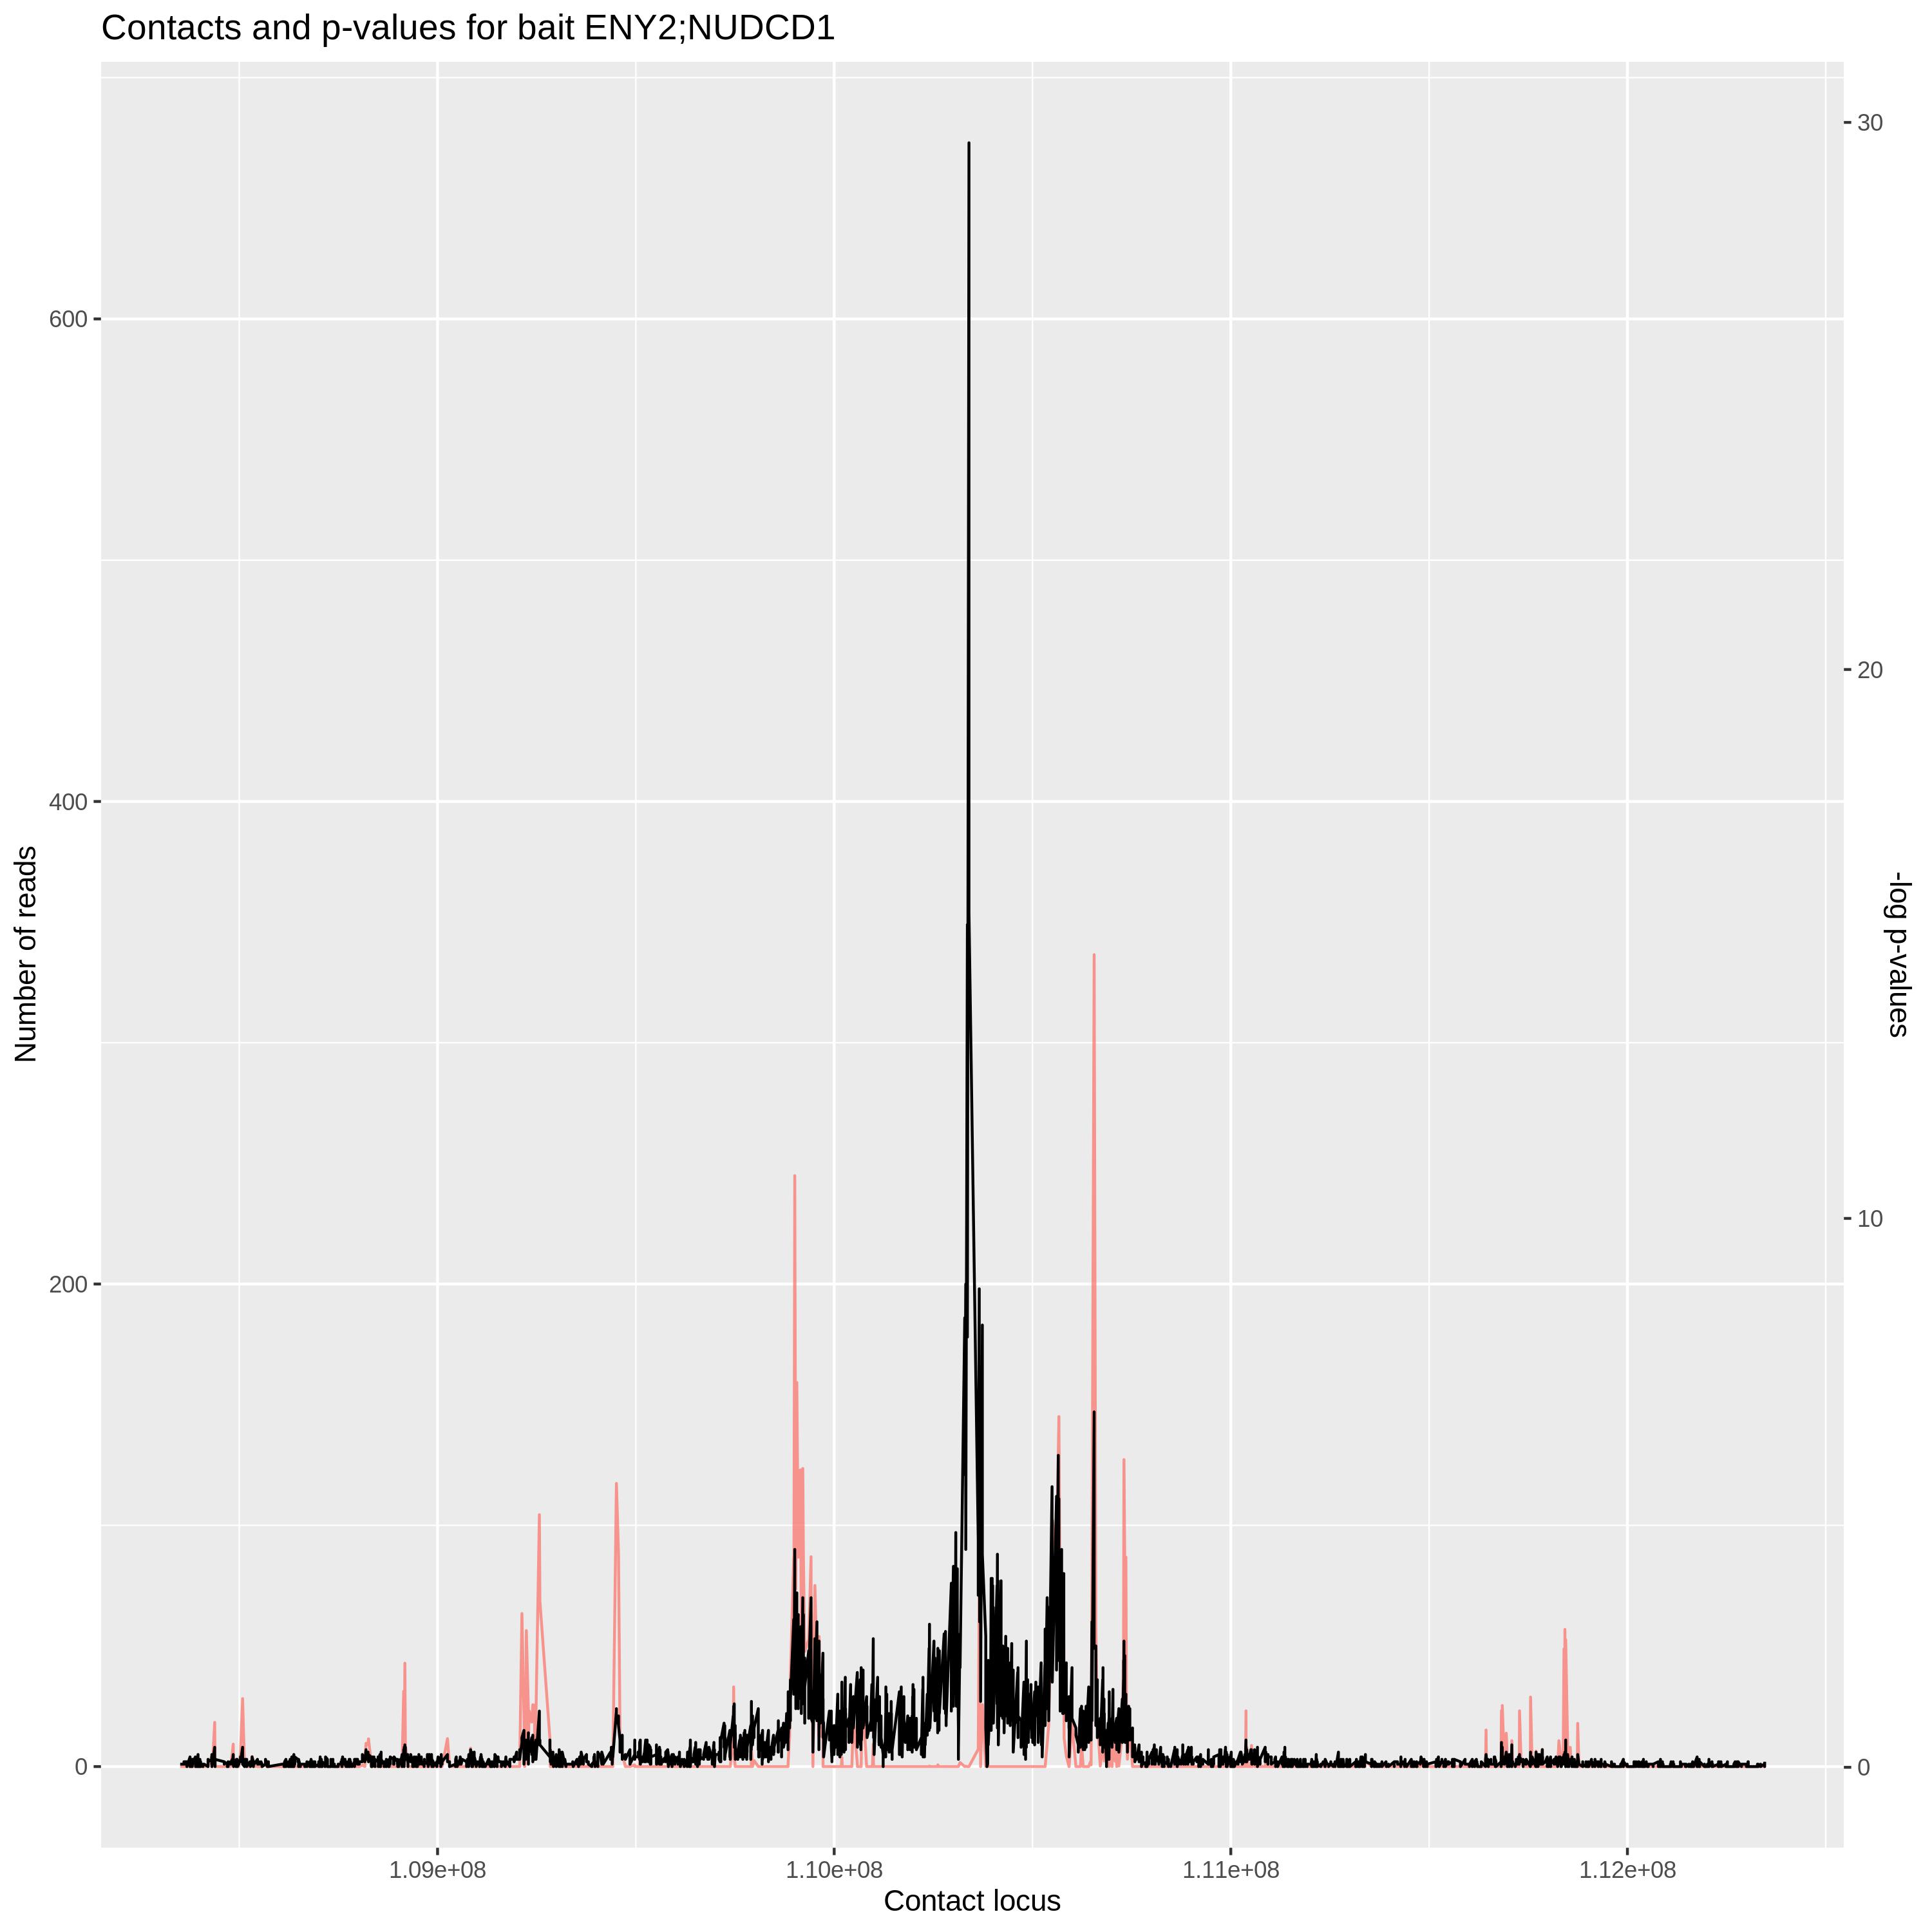 Contacts and p-values for bait ENY2;NUDCD1
600
400
200
0
30
20
10
0
Number of reads
-log p-values
1.09e+08
1.10e+08
1.11e+08
1.12e+08
Contact locus